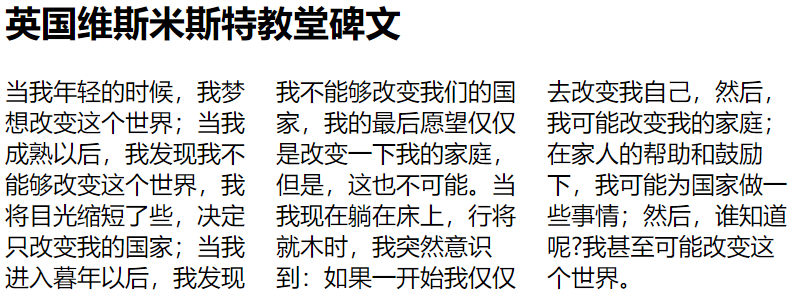 英国维斯米斯特教堂碑文
当我年轻的时候，我梦
想改变这个世界；当我
成熟以后，我发现我不
能够改变这个世界，我
将目光缩短了些，决定
只改变我的国家；当我
进入暮年以后，我发现
我不能够改变我们的国
家，我的最后愿望仅仅
是改变一下我的家庭，
但是，这也不可能。当
我现在躺在床上，行将
就木时，我突然意识
到：如果一开始我仅仅
去改变我自己，然后，
我可能改变我的家庭；
在家人的帮助和鼓励
下，我可能为国家做一
些事情；然后，谁知道
呢?我甚至可能改变这
个世界。